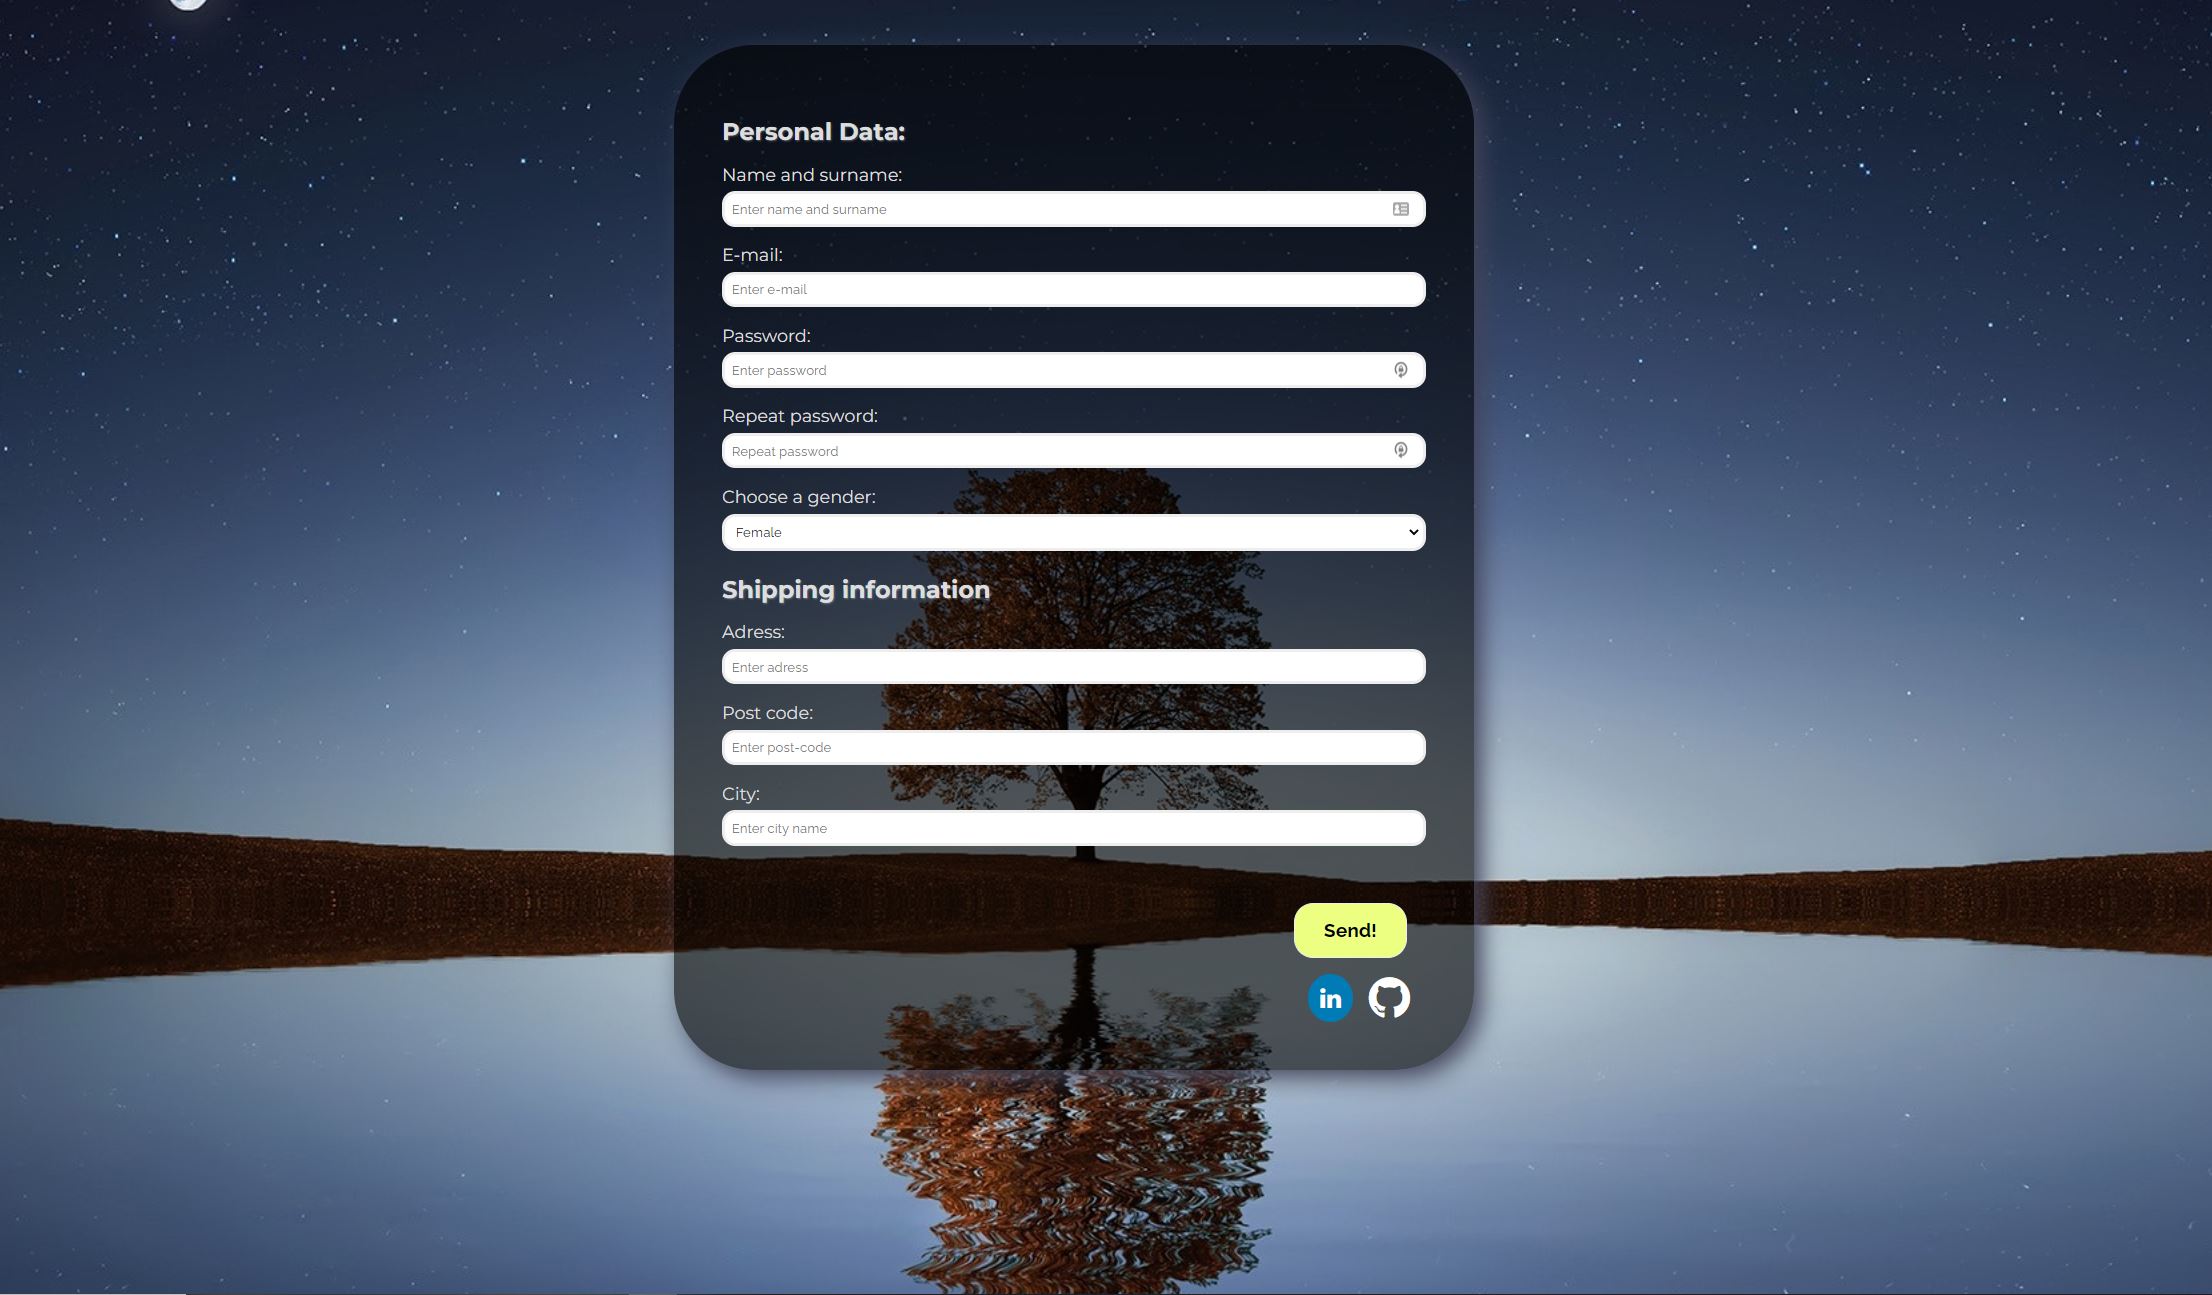 Personal Data:
Name and surname:
Enter name and surname
E-mail:
Enter e-mail
Password:
Enter password
Repeat password:
Repeat password
Choose a gender:
Female
Shipping information
Adress:
Enter adress
Post code:
Enter post-code
City:
Enter city name
Send!
in